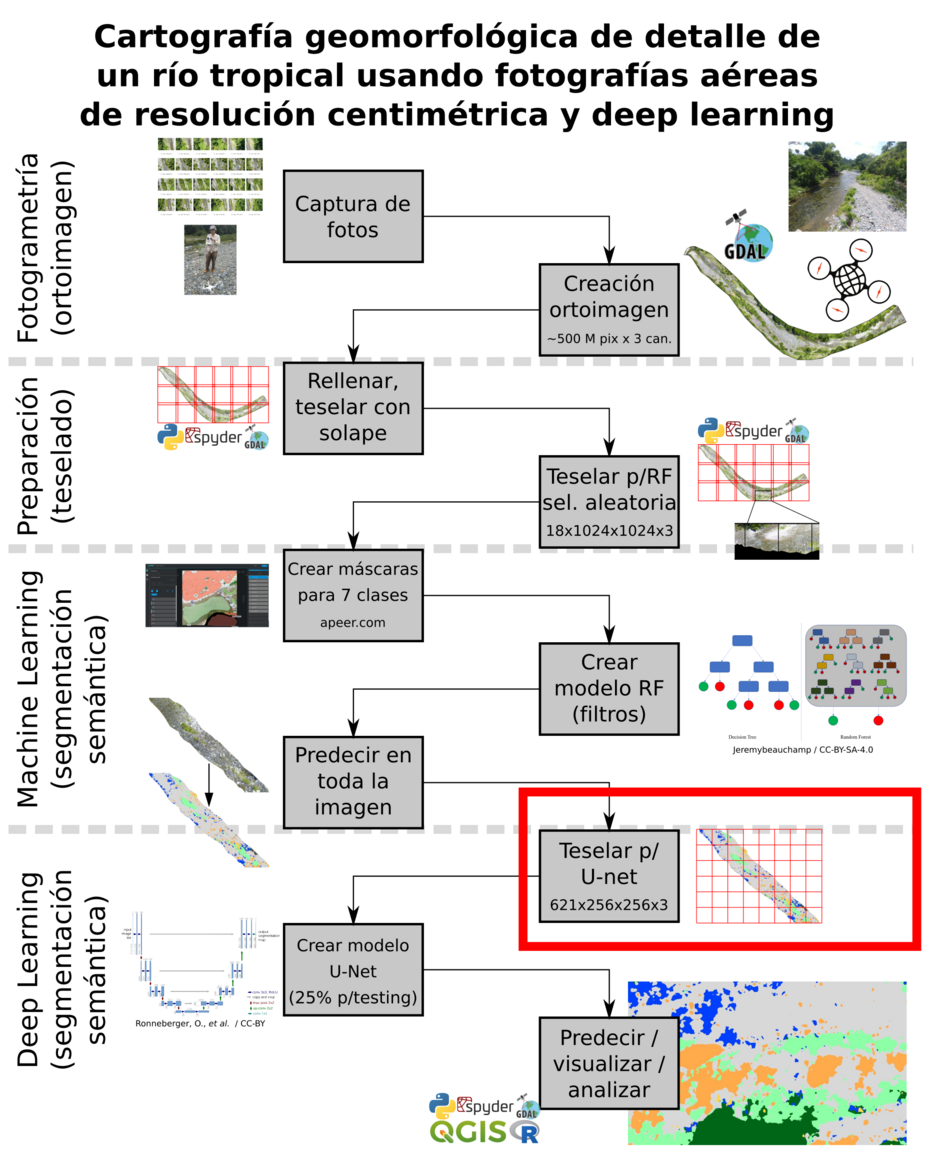 Cartografía geomorfológica de detalle de
un río tropical usando fotografías aéreas
de resolución centimétrica y deep learning
Fotogrametría
(ortoimagen)
Captura de
fotos
GDAL
Creación
ortoimagen
~500 M pix x 3 can.
Preparación
(teselado)
spyder
GDAL
Rellenar,
teselar con
solape
Teselar p/RF
sel. aleatoria
18x1024x1024x3
spyder
GDAL
Machine Learning
(segmentación
semántica)
Crear máscaras
para 7 clases
apeer.com
Crear
modelo RF
(filtros)
Decision Tree
Random Forest
Jeremybeauchamp / CC-BY-SA-4.0
Predecir en
toda la
imagen
Deep Learning
(segmentación
semántica)
Teselar p/
U-net
621x256x256x3
Crear modelo
U-Net
(25% p/testing)
Ronneberger, O., et al. / CC-BY
Predecir /
visualizar /
analizar
spyder
GDAL
QGIS R